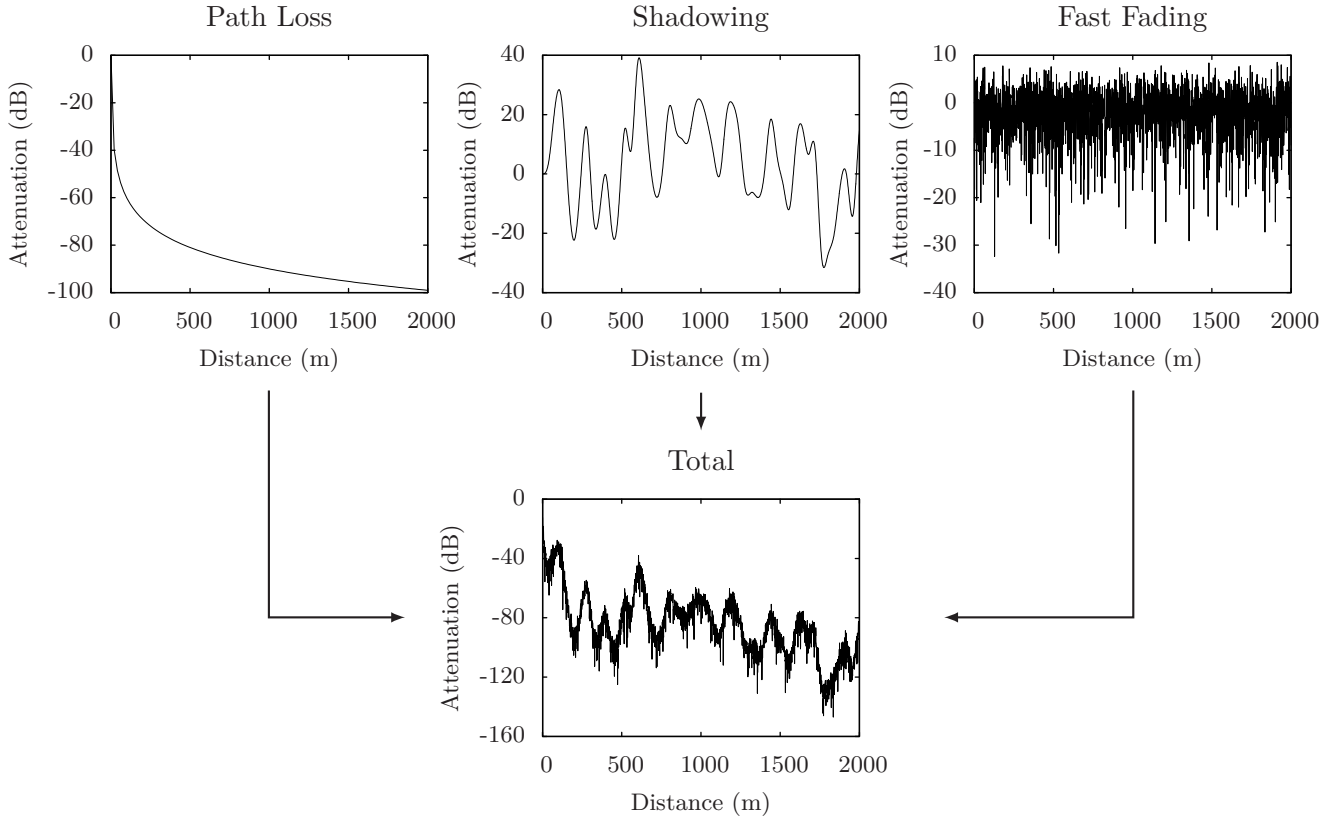 Path Loss
Attenuation (dB)
0
-20
-40
-60
-80
-100
0 500 1000 1500 2000
Distance (m)
Shadowing
Attenuation (dB)
40
20
0
-20
-40
0 500 1000 1500 2000
Distance (m)
Fast Fading
Attenuation (dB)
10
0
-10
-20
-30
-40
0 500 1000 1500 2000
Distance (m)
Total
Attenuation (dB)
0
-40
-80
-120
-160
0 500 1000 1500 2000
Distance (m)